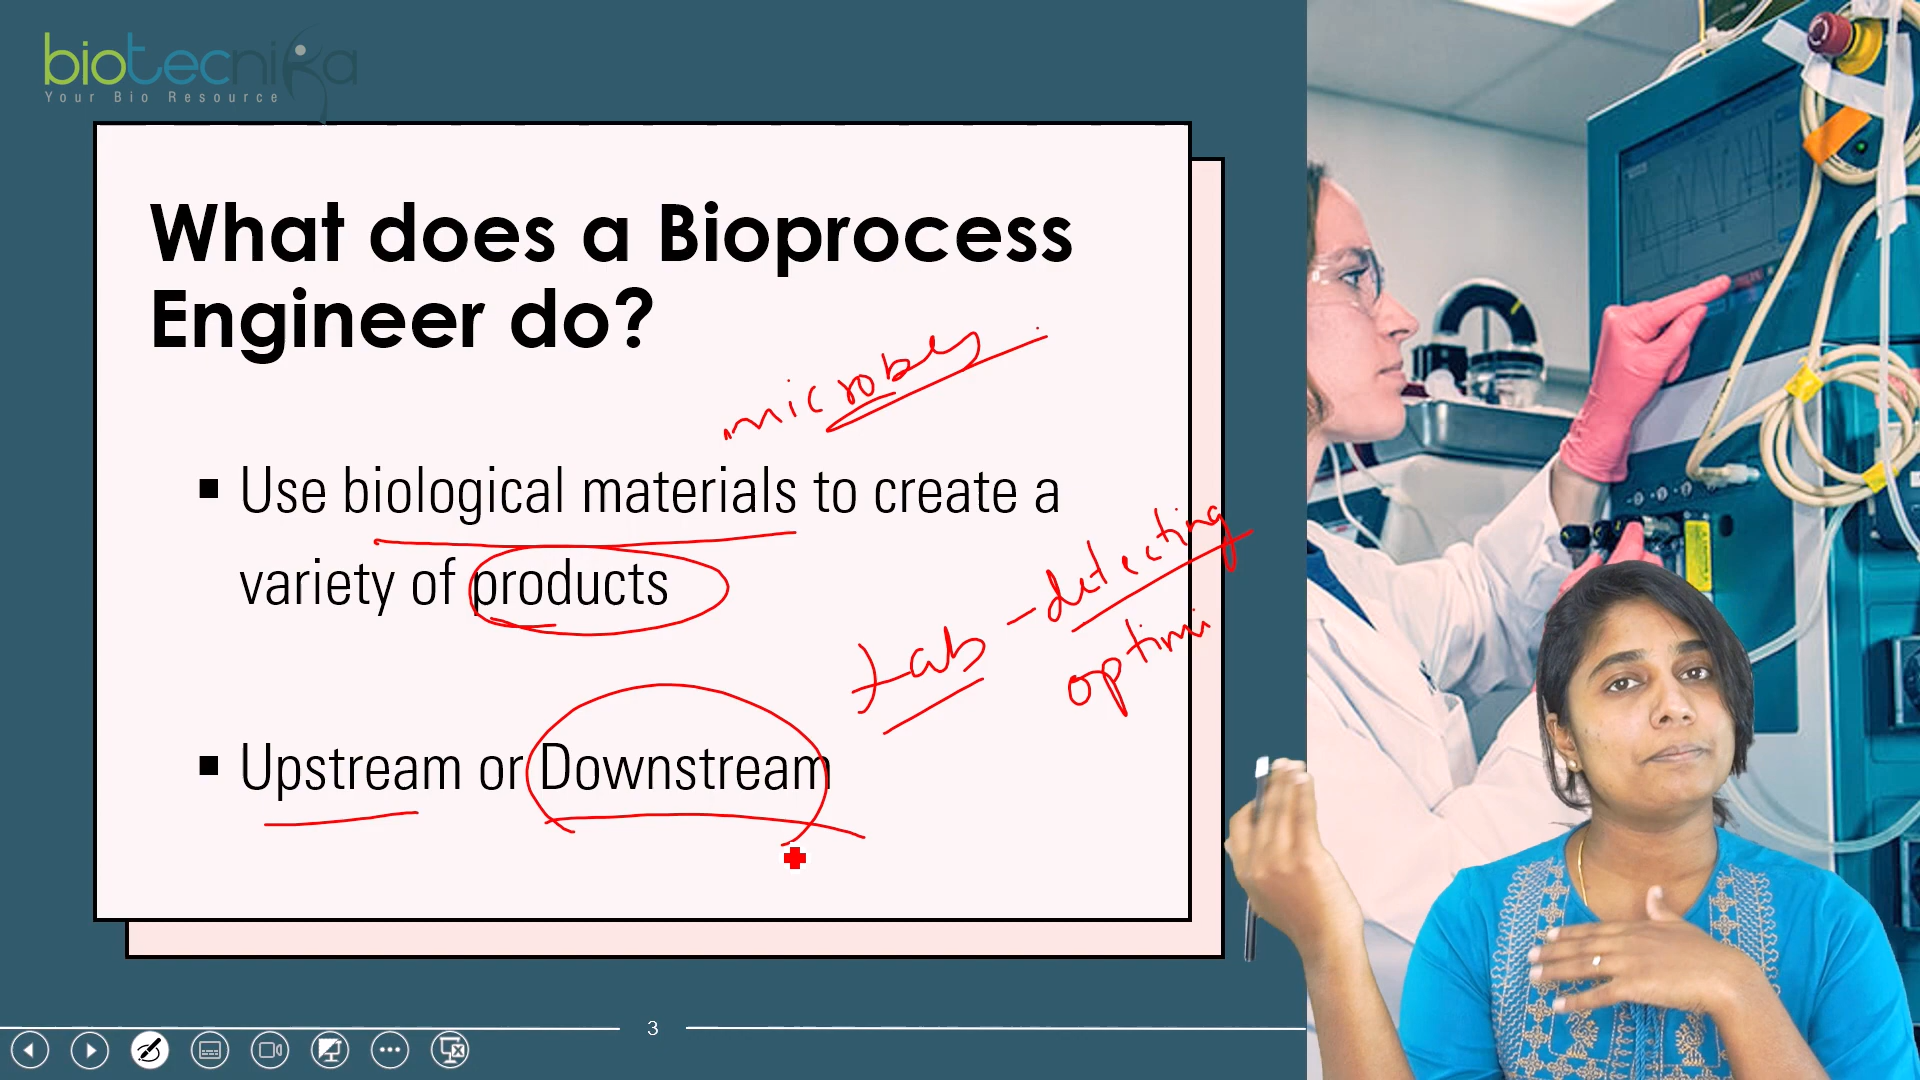 biotecnika
Your Bio Resource
What does a Bioprocess
Engineer do?
microbes
▪ Use biological materials to create a
variety of products
Lab - detecting
optimi
▪ Upstream or Downstream
3